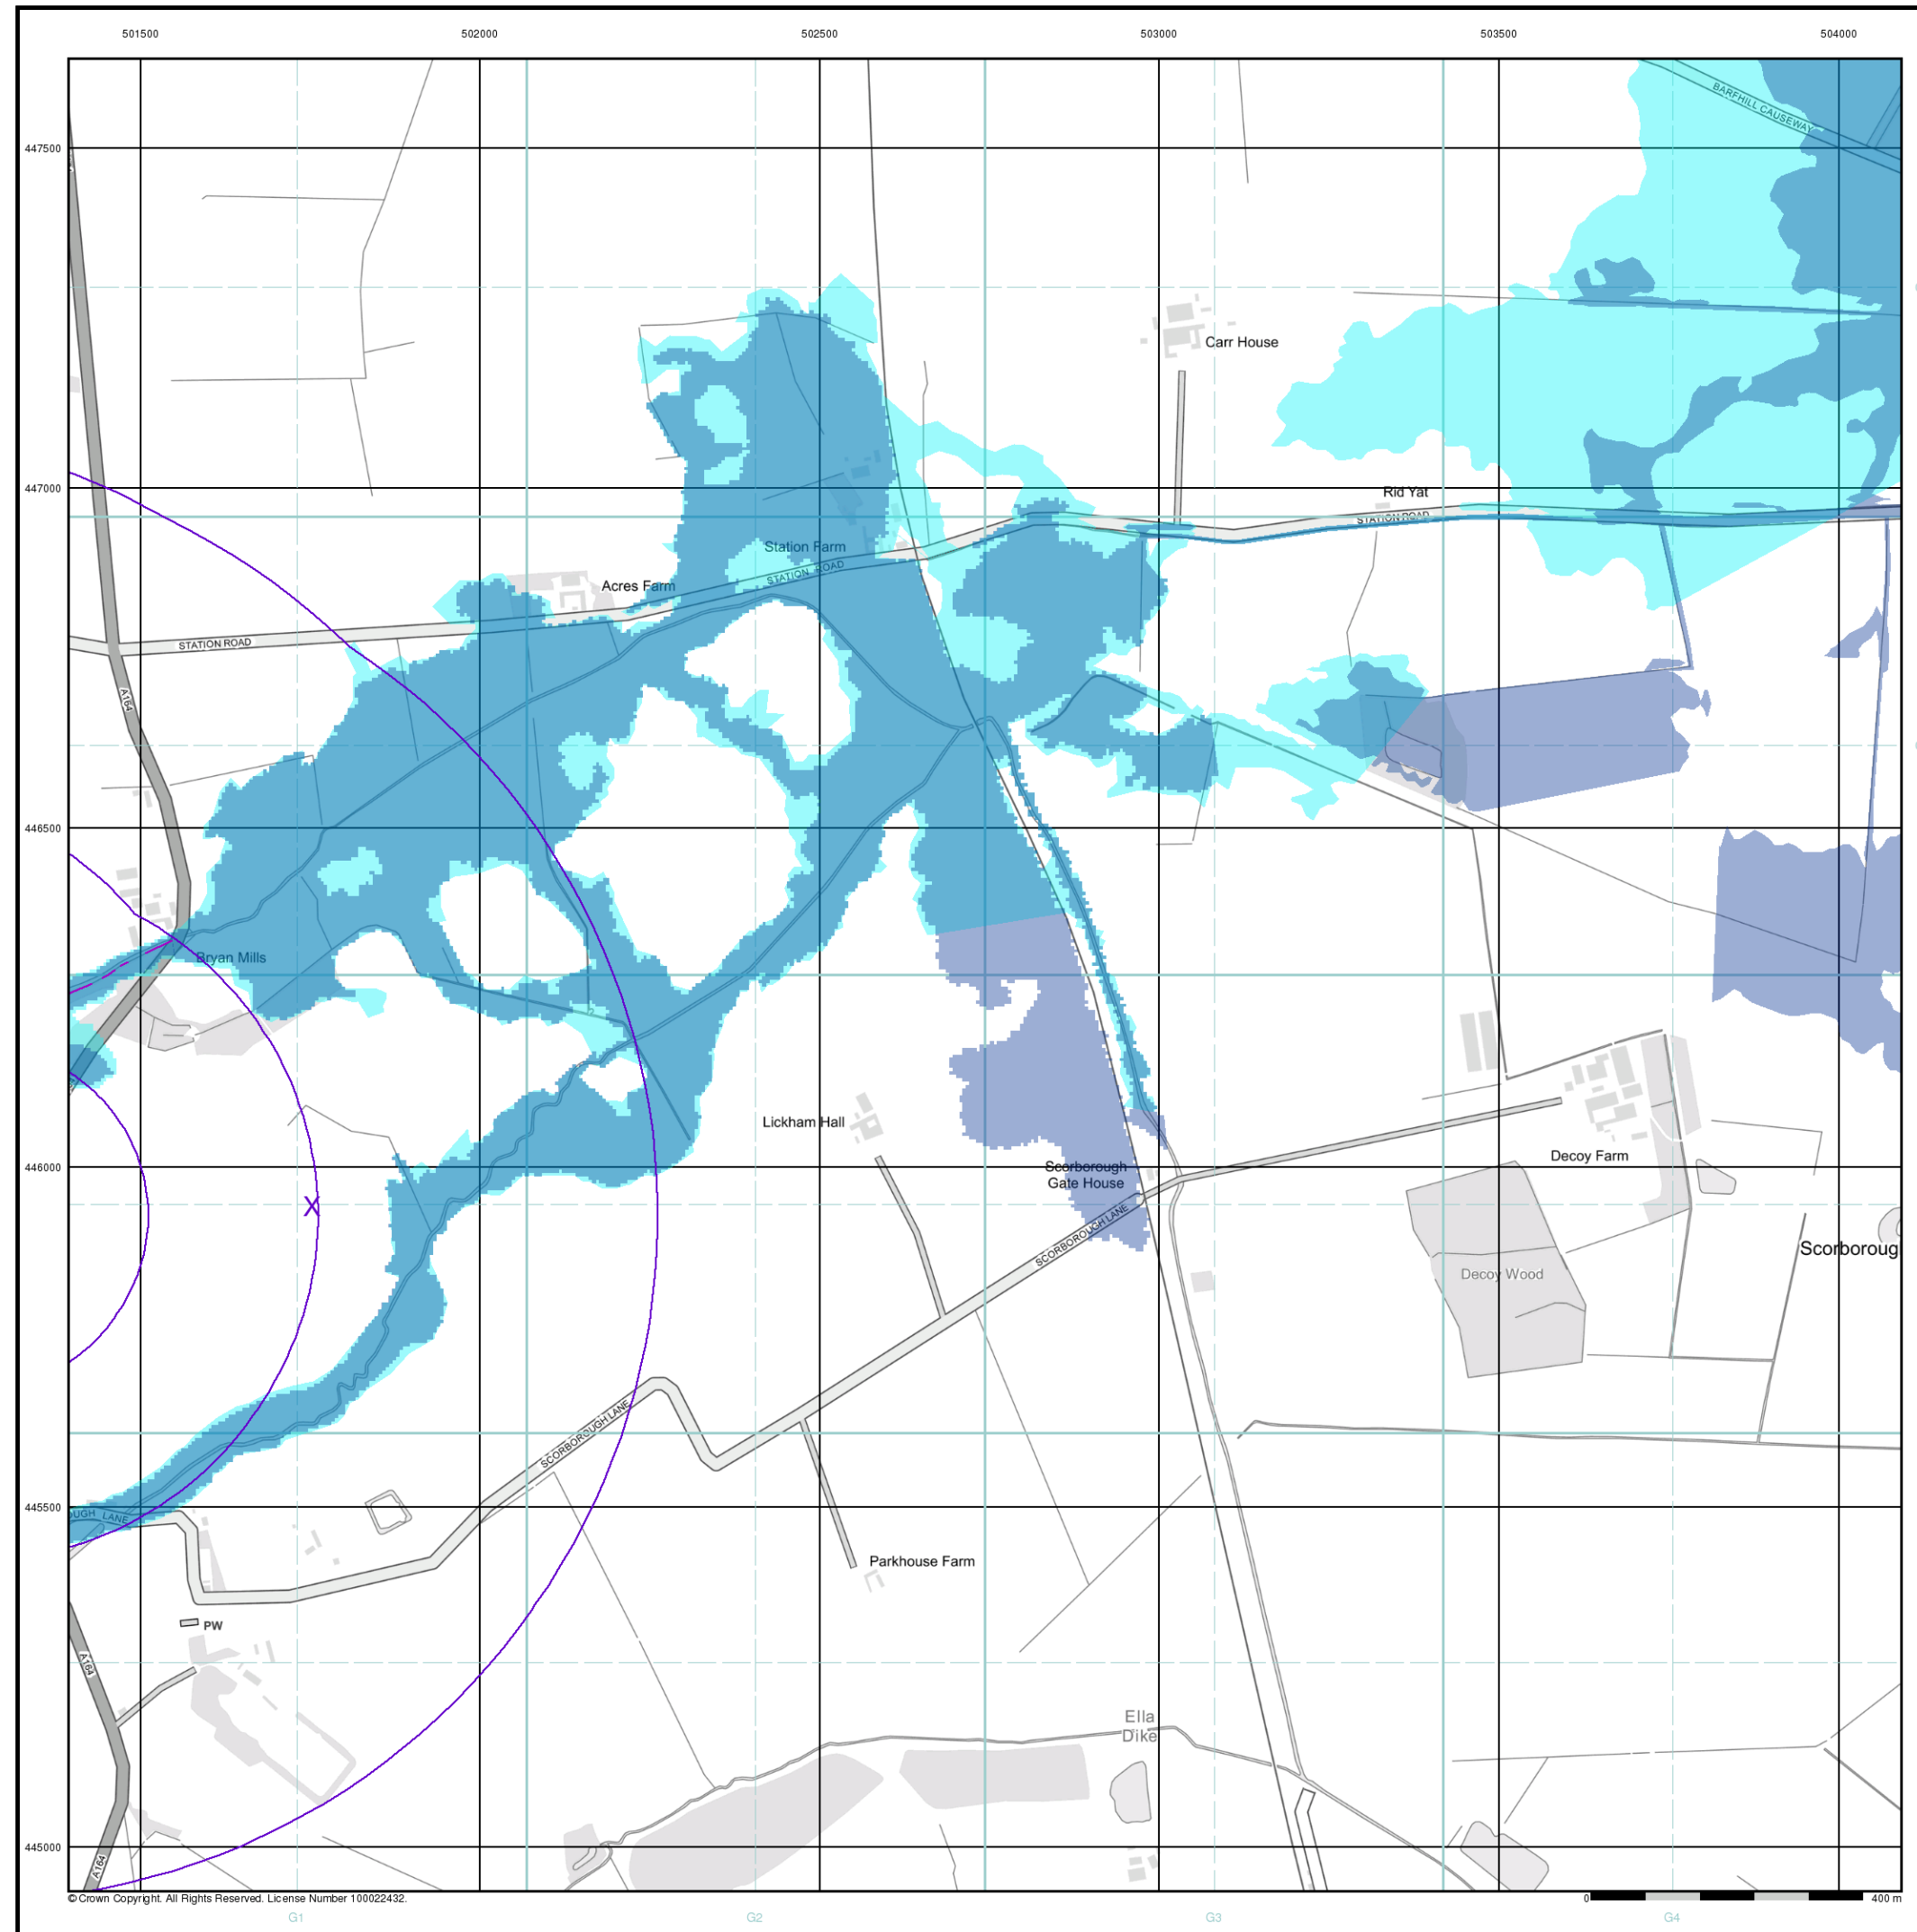 501500 502000 502500 503000 503500 504000
BARFHILL CAUSEWAY
447500
Carr House
447000
Rid Yat
STATION ROAD
Station Farm
STATION ROAD
Acres Farm
STATION ROAD
A164
446500
Bryan Mills
Lickham Hall
446000
Scorborough
Gate House
Decoy Farm
SCORBOROUGH LANE
Scorboroug
Decoy Wood
X
SCORBOROUGH LANE
445500
OUGH LANE
Parkhouse Farm
PW
A164
Ella
Dike
445000
A164
© Crown Copyright. All Rights Reserved. License Number 100022432.
0 400 m
G1 G2 G3 G4